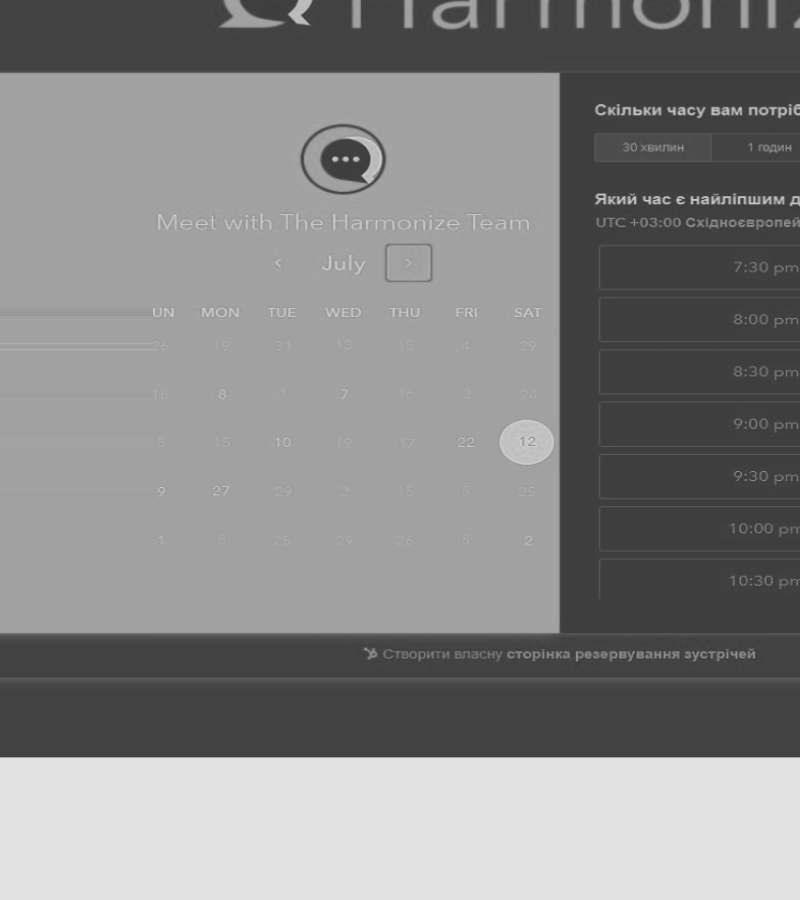 Harmoniz
Meet with The Harmonize Team
< July >
UN MON TUE WED THU FRI SAT
26 19 31 13 15 4 29
18 8 1 7 16 2 24
8 15 10 19 17 22 12
9 27 29 2 15 5 25
1 8 25 29 26 5 2
Скільки часу вам потріб
30 хвилин 1 годин
Який час є найліпшим д
UTC +03:00 Східноєвропей
7:30 pm
8:00 pm
8:30 pm
9:00 pm
9:30 pm
10:00 pm
10:30 pm
Створити власну сторінка резервування зустрічей